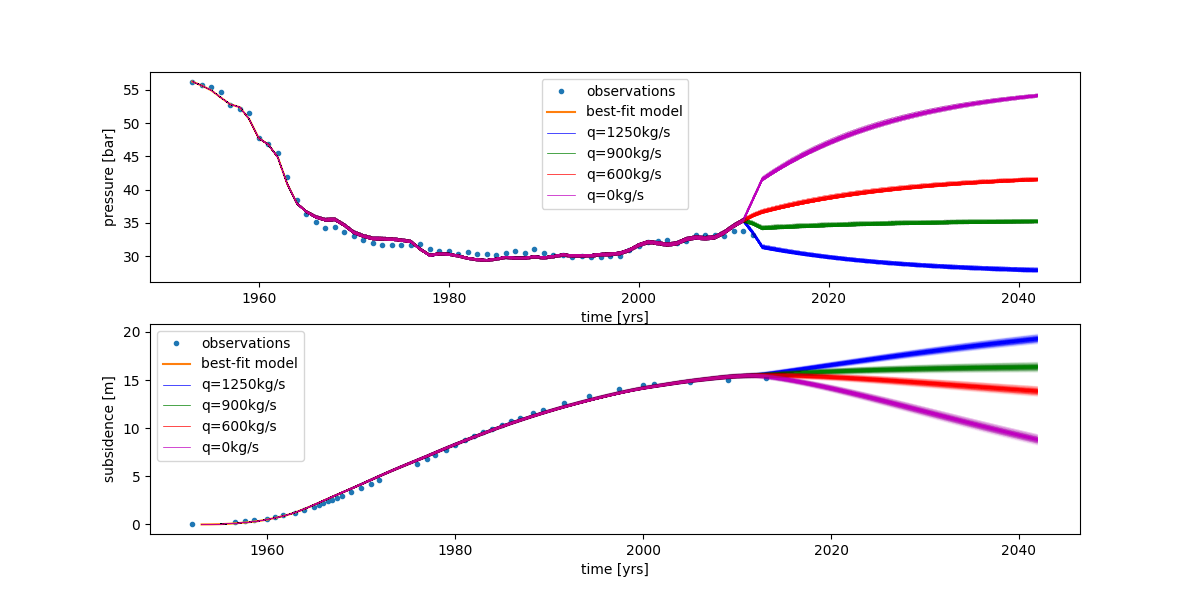 55
50
45
40
35
30
pressure [bar]
observations
best-fit model
q=1250kg/s
q=900kg/s
q=600kg/s
q=0kg/s
1960
1980
2000
2020
2040
time [yrs]
20
15
10
5
0
subsidence [m]
observations
best-fit model
q=1250kg/s
q=900kg/s
q=600kg/s
q=0kg/s
1960
1980
2000
2020
2040
time [yrs]